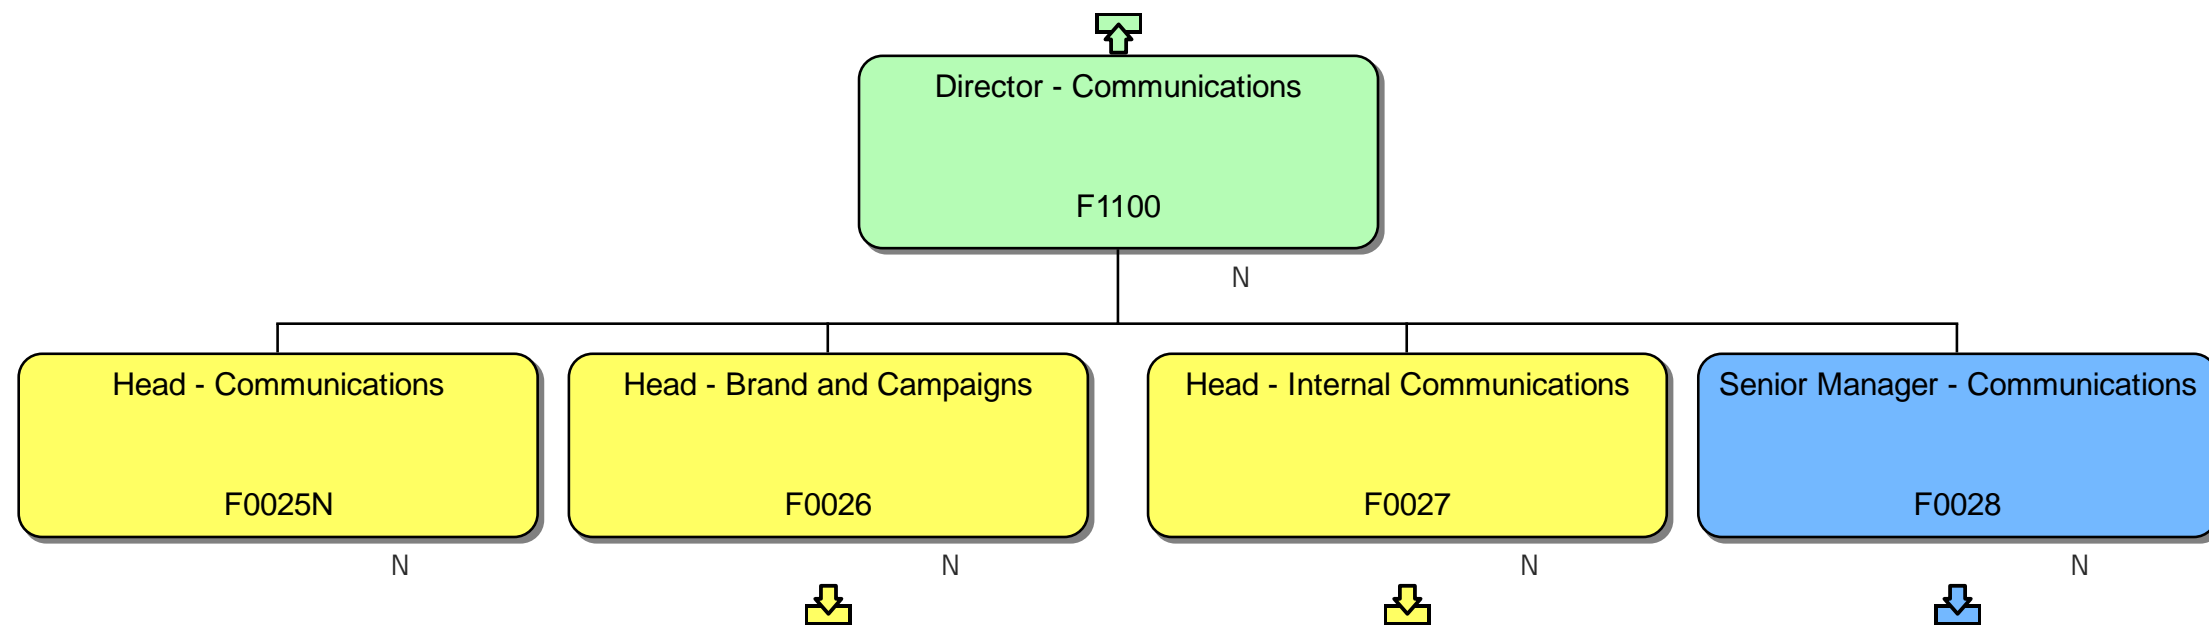 Director - Communications
F1100
N
Head - Communications
F0025N
N
Head - Brand and Campaigns
F0026
N
Head - Internal Communications
F0027
N
Senior Manager - Communications
F0028
N